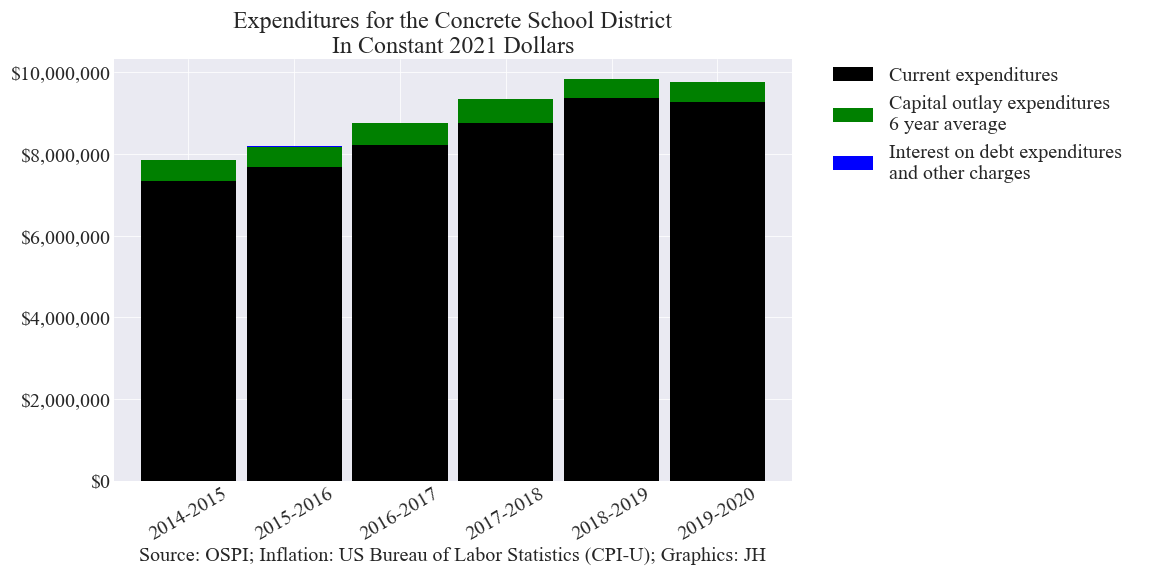 Expenditures for the Concrete School District
In Constant 2021 Dollars
$10,000,000
$8,000,000
$6,000,000
$4,000,000
$2,000,000
$0
2014-2015
2015-2016
2016-2017
2017-2018
2018-2019
2019-2020
Source: OSPI; Inflation: US Bureau of Labor Statistics (CPI-U); Graphics: JH
Current expenditures
Capital outlay expenditures
6 year average
Interest on debt expenditures
and other charges